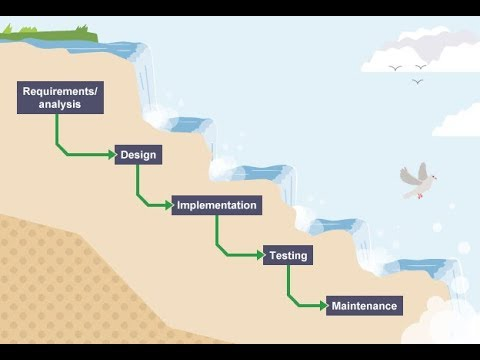 Requirements/
analysis
Design
Implementation
Testing
Maintenance